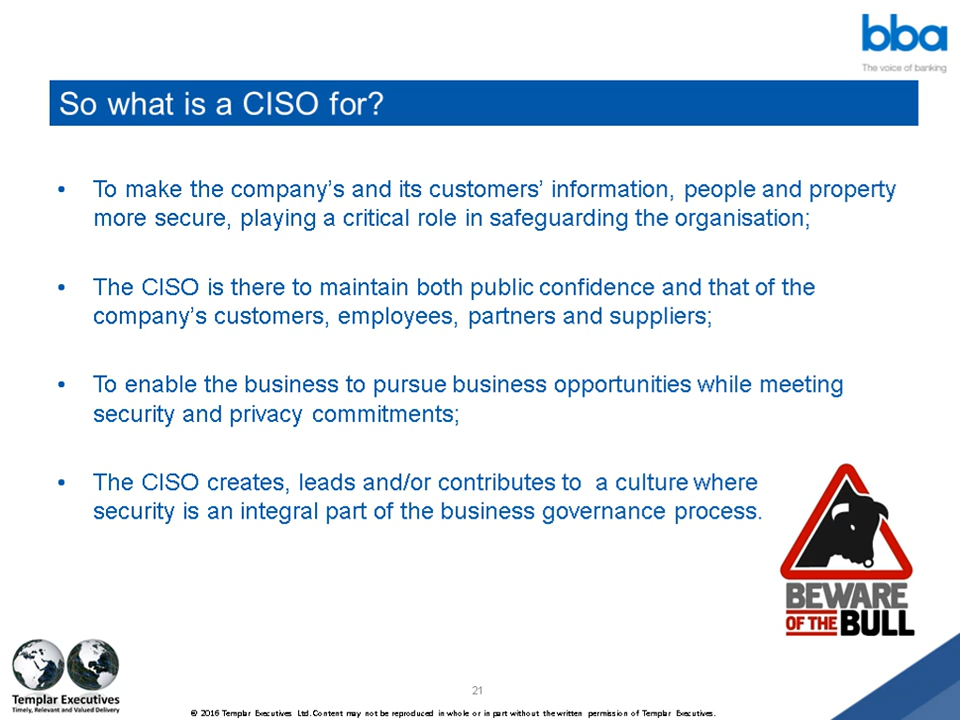 bba
The voice of banking
So what is a CISO for?
• To make the company’s and its customers’ information, people and property
more secure, playing a critical role in safeguarding the organisation;
• The CISO is there to maintain both public confidence and that of the
company’s customers, employees, partners and suppliers;
• To enable the business to pursue business opportunities while meeting
security and privacy commitments;
• The CISO creates, leads and/or contributes to  a culture where
security is an integral part of the business governance process.
BEWARE
OF THE BULL
Templar Executives
Timely, Relevant and Valued Delivery
21
© 2016 Templar Executives Ltd. Content may not be reproduced in whole or in part without the written permission of Templar Executives.